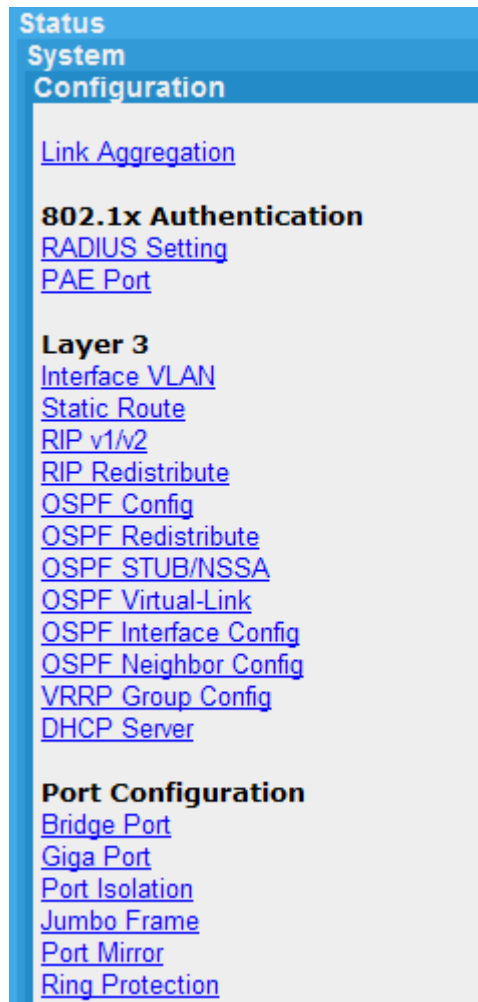 Status
System
Configuration
Link Aggregation
802.1x Authentication
RADIUS Setting
PAE Port
Layer 3
Interface VLAN
Static Route
RIP v1/v2
RIP Redistribute
OSPF Config
OSPF Redistribute
OSPF STUB/NSSA
OSPF Virtual-Link
OSPF Interface Config
OSPF Neighbor Config
VRRP Group Config
DHCP Server
Port Configuration
Bridge Port
Giga Port
Port Isolation
Jumbo Frame
Port Mirror
Ring Protection